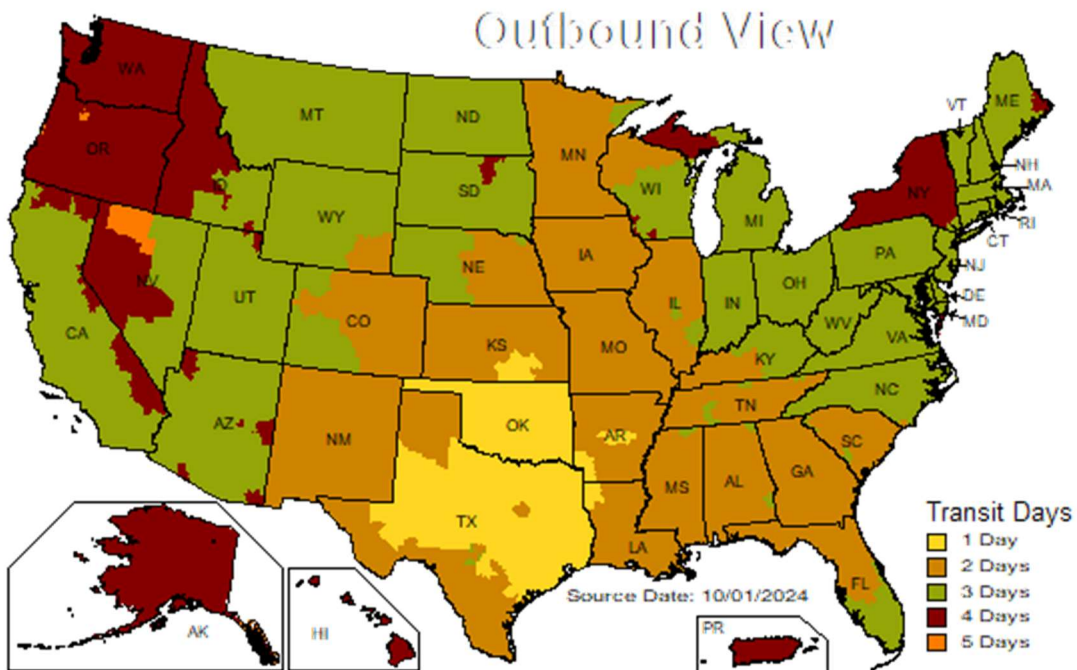 Outbound View
WA
MT
ND
MN
VT
ME
OR
ID
SD
WI
NH
MA
NY
WY
MI
RI
CT
IA
NE
PA
NJ
NV
UT
IL
IN
OH
DE
MD
CA
CO
KS
MO
WV
VA
KY
NC
AZ
NM
OK
AR
TN
SC
MS
AL
GA
TX
LA
FL
Transit Days
1 Day
2 Days
3 Days
4 Days
5 Days
Source Date: 10/01/2024
AK
HI
PR